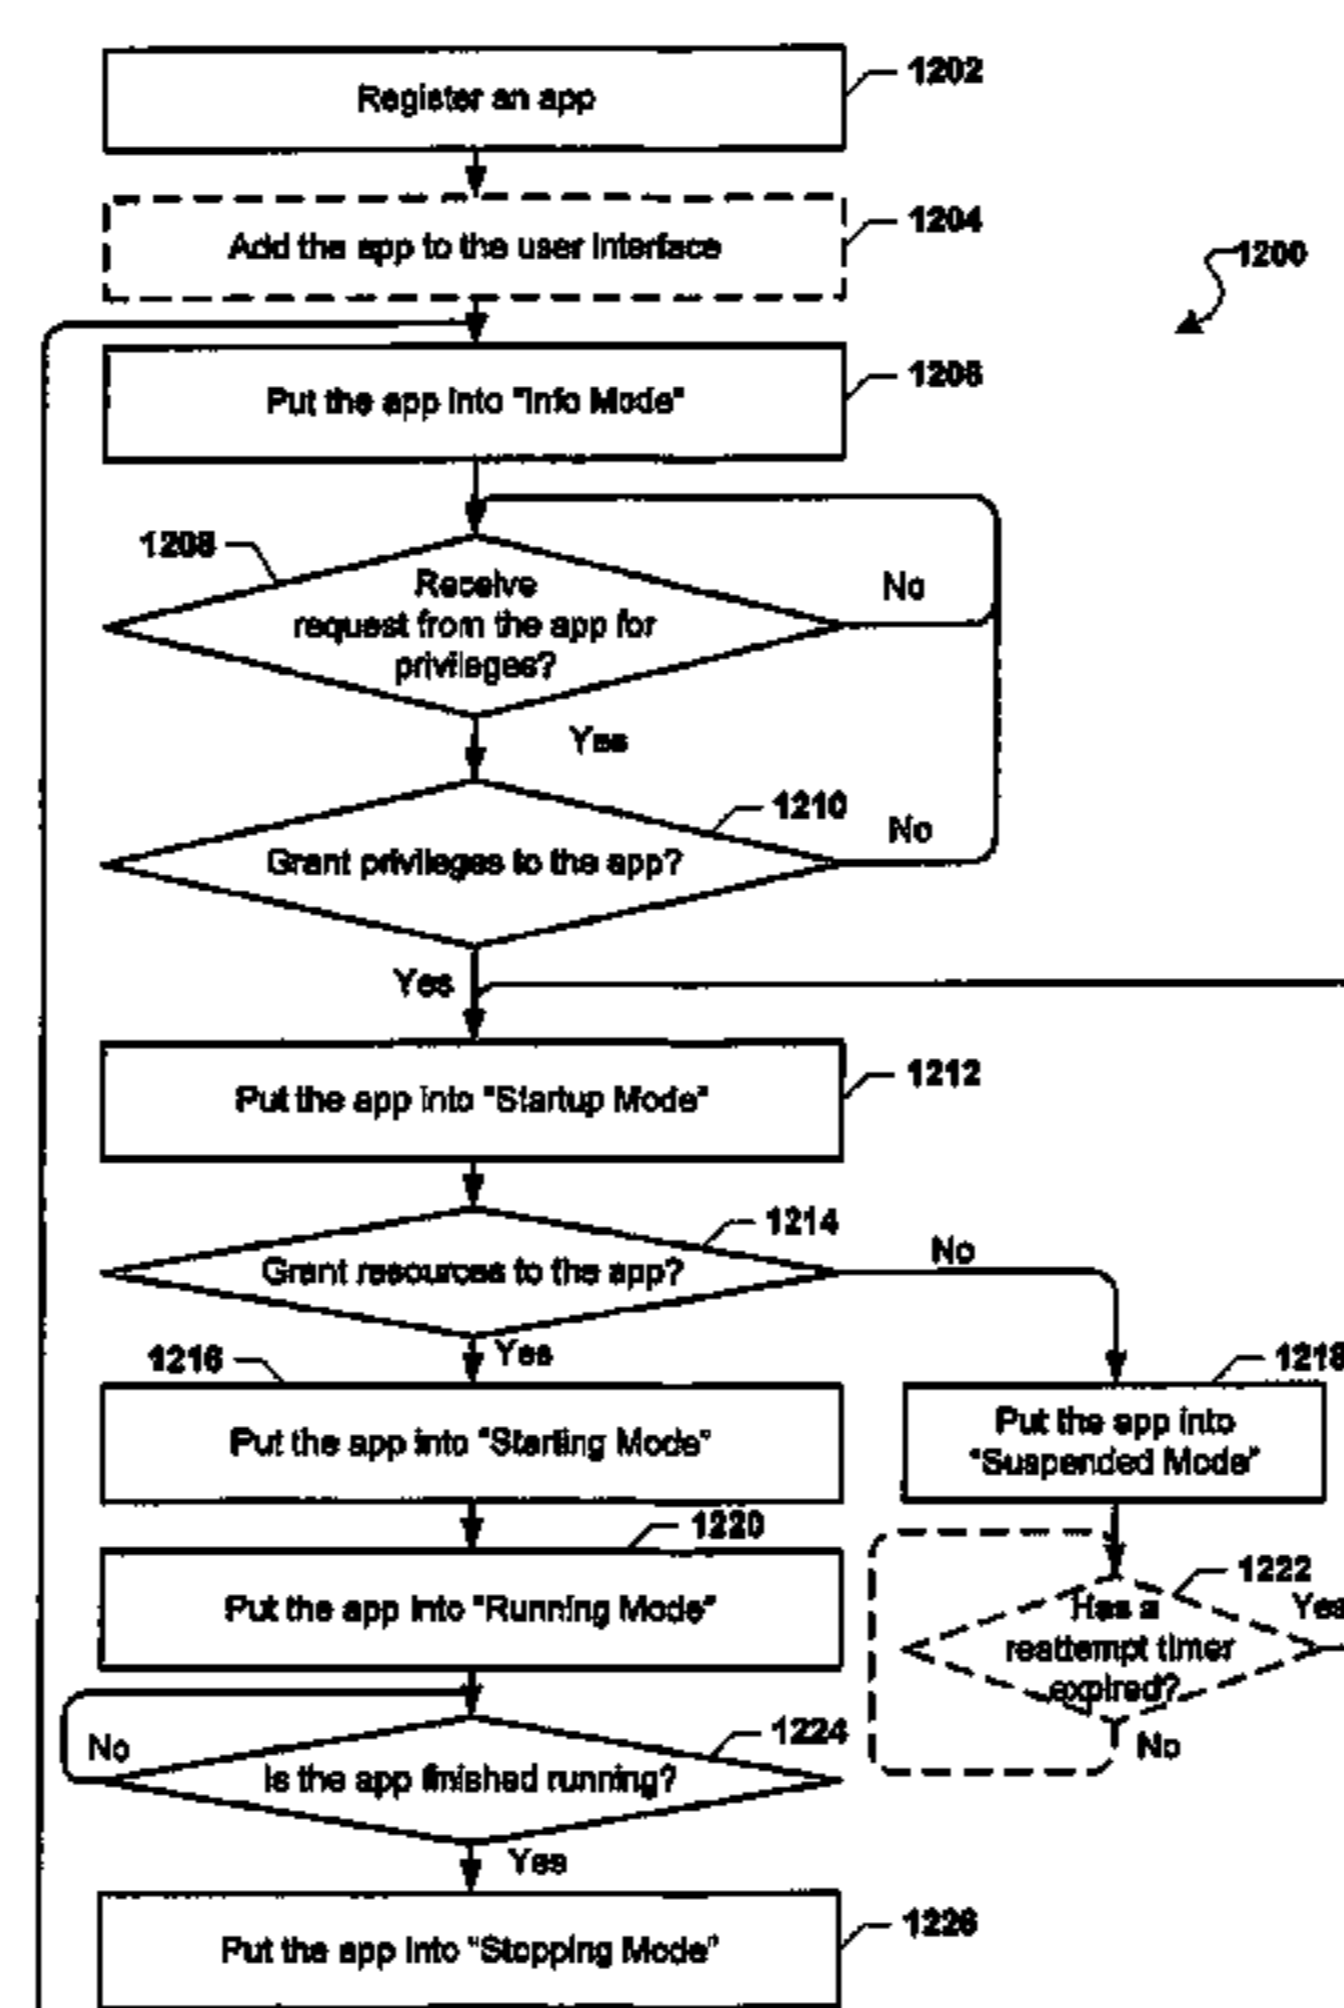 Register an app
1202
Add the app to the user interface
1204
1200
Put the app into "Info Mode"
1206
1208
Receive
request from the app for
privileges?
No
Yes
1210
Grant privileges to the app?
No
Yes
Put the app into "Startup Mode"
1212
1214
Grant resources to the app?
No
Yes
1216
Put the app into "Starting Mode"
1218
Put the app into
"Suspended Mode"
1220
Put the app into "Running Mode"
1222
Has a
reattempt timer
expired?
Yes
No
1224
Is the app finished running?
No
Yes
Put the app into "Stopping Mode"
1226